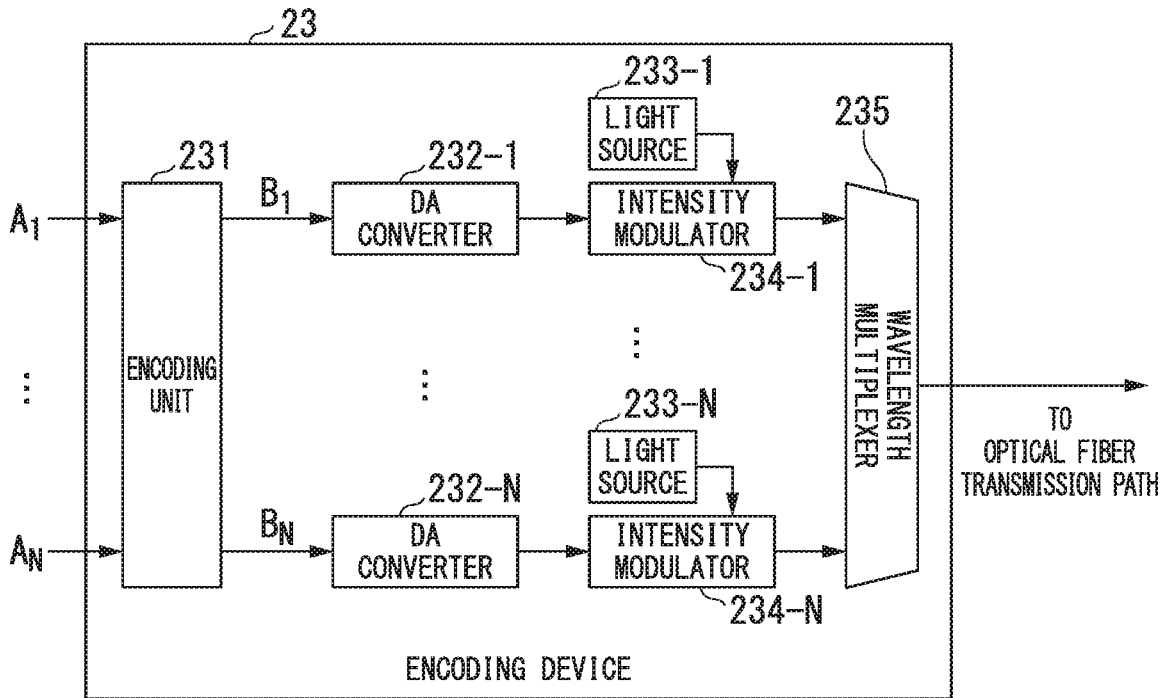 23
233-1
LIGHT
SOURCE
235
231
232-1
A1
B1
DA
CONVERTER
INTENSITY
MODULATOR
234-1
ENCODING
UNIT
WAVELENGTH
MULTIPLEXER
233-N
LIGHT
SOURCE
TO
OPTICAL FIBER
TRANSMISSION PATH
232-N
AN
BN
DA
CONVERTER
INTENSITY
MODULATOR
234-N
ENCODING DEVICE